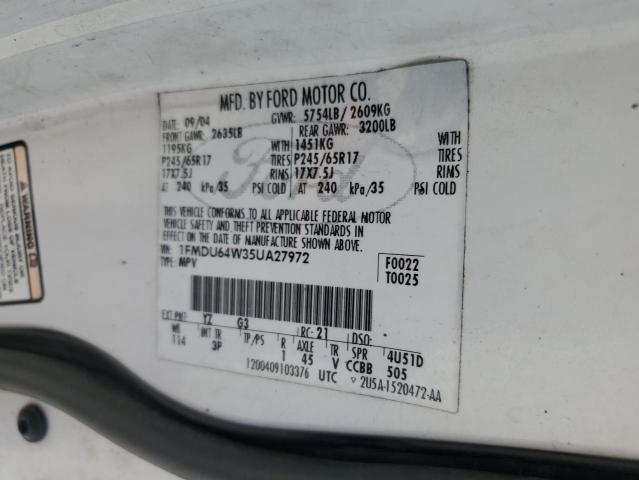 MFD. BY FORD MOTOR CO.
DATE: 09/04 GVWR: 5754LB/ 2609KG
FRONT GAWR: 2635LB REAR GAWR: 3200LB
1195KG WITH 1451KG WITH
P245/65R17 TIRES P245/65R17 TIRES
17X7.5J RIMS 17X7.5J RIMS
AT 240 kPa/35 PSI COLD AT 240 kPa/35 PSI COLD
THIS VEHICLE CONFORMS TO ALL APPLICABLE FEDERAL MOTOR
VEHICLE SAFETY AND THEFT PREVENTION STANDARDS IN
EFFECT ON THE DATE OF MANUFACTURE SHOWN ABOVE.
VIN: 1FMDU64W35UA27972
TYPE: MPV
F0022
T0025
EXT PNT: YZ G3 RC: 21 DSO:
WB INT TR TP/PS R AXLE TR SPR 4U51D
114 3P 1 45 V CCBB 505
1200409103376 UTC 2U5A-1520472-AA
Ford
WARNING